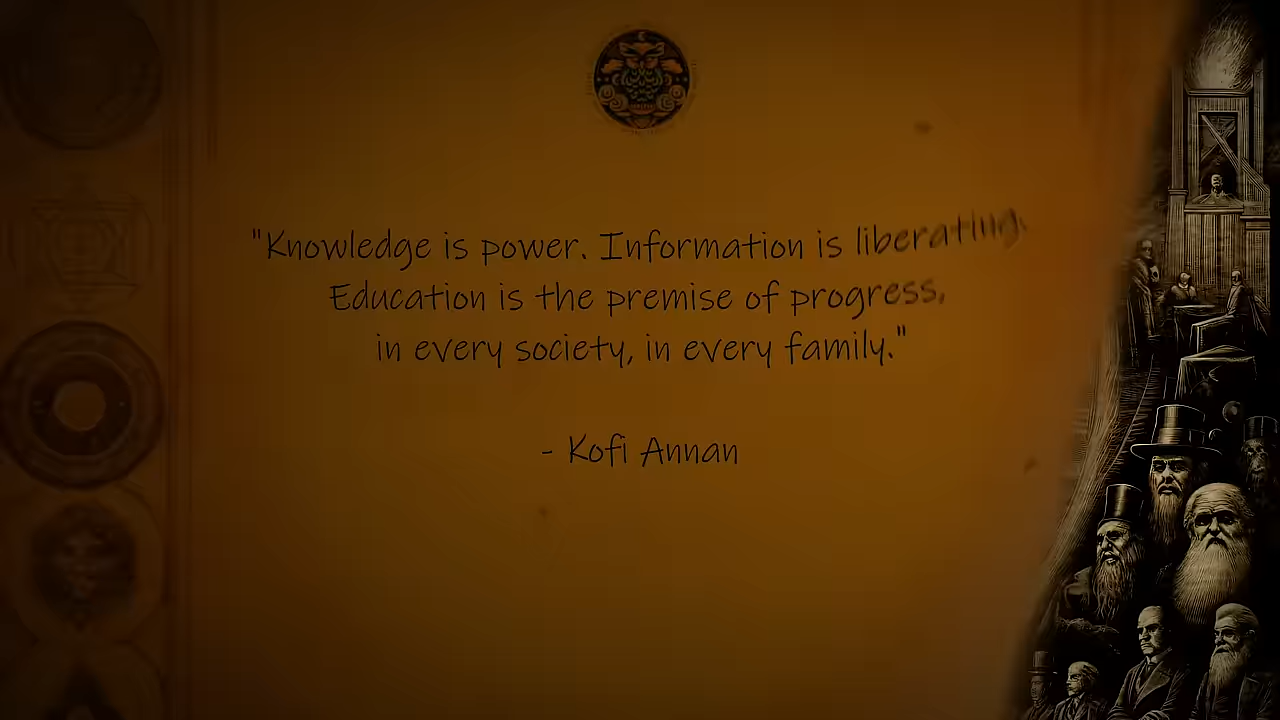 "Knowledge is power. Information is liberating.
Education is the premise of progress,
in every society, in every family."
- Kofi Annan